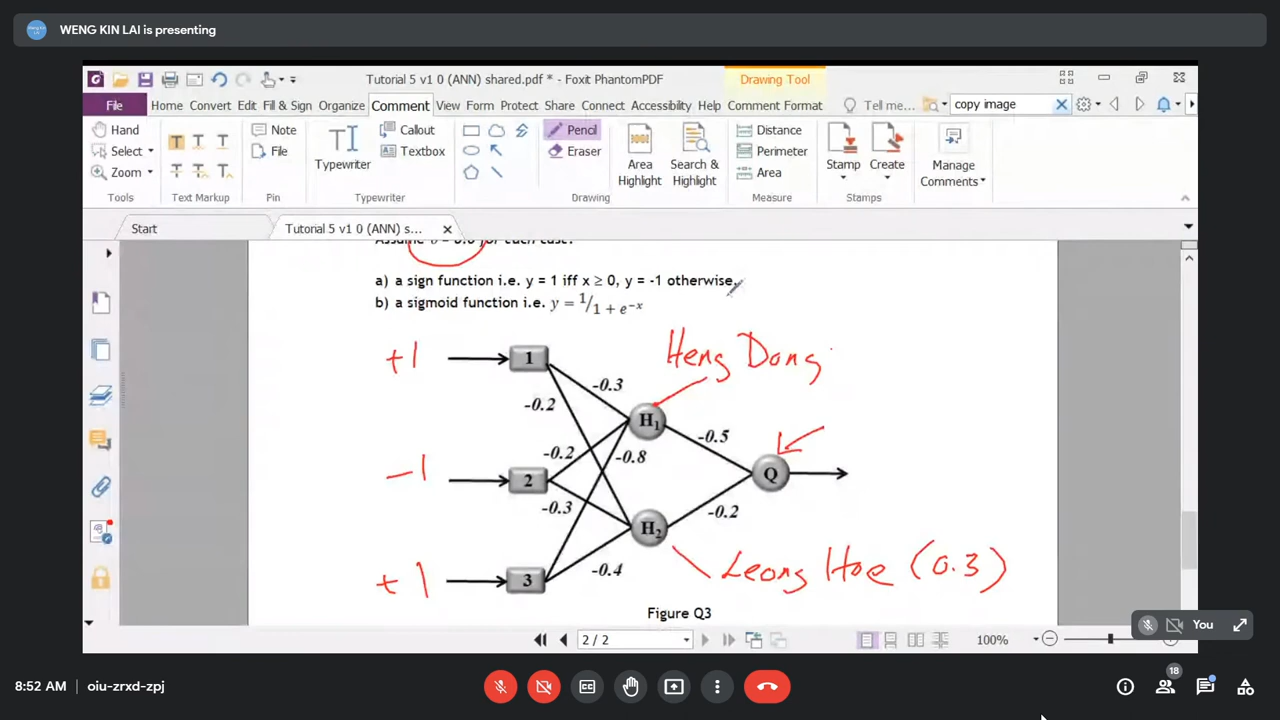 WENG KIN LAI is presenting
Tutorial 5 v1 0 (ANN) shared.pdf * - Foxit PhantomPDF
Drawing Tool
File Home Convert Edit Fill & Sign Organize Comment View Form Protect Share Connect Accessibility Help Comment Format Tell me... copy image
Hand
Select
Zoom
Tools
Text Markup
Note
File
Pin
Typewriter
Callout
Textbox
Typewriter
Pencil
Eraser
Area Highlight
Search & Highlight
Drawing
Distance
Perimeter
Area
Measure
Stamp
Create
Stamps
Manage Comments
Start
Tutorial 5 v1 0 (ANN) s...
for each case.
a) a sign function i.e. y = 1 iff x ≥ 0, y = -1 otherwise.
b) a sigmoid function i.e. y = 1/1 + e^-x
+1
1
-0.3
Heng Dong
-0.2
H1
-0.5
-1
2
-0.2
-0.8
Q
-0.3
H2
-0.2
+1
3
-0.4
Leong Hoe (0.3)
Figure Q3
2 / 2
100%
You
8:52 AM
oiu-zrxd-zpj
18